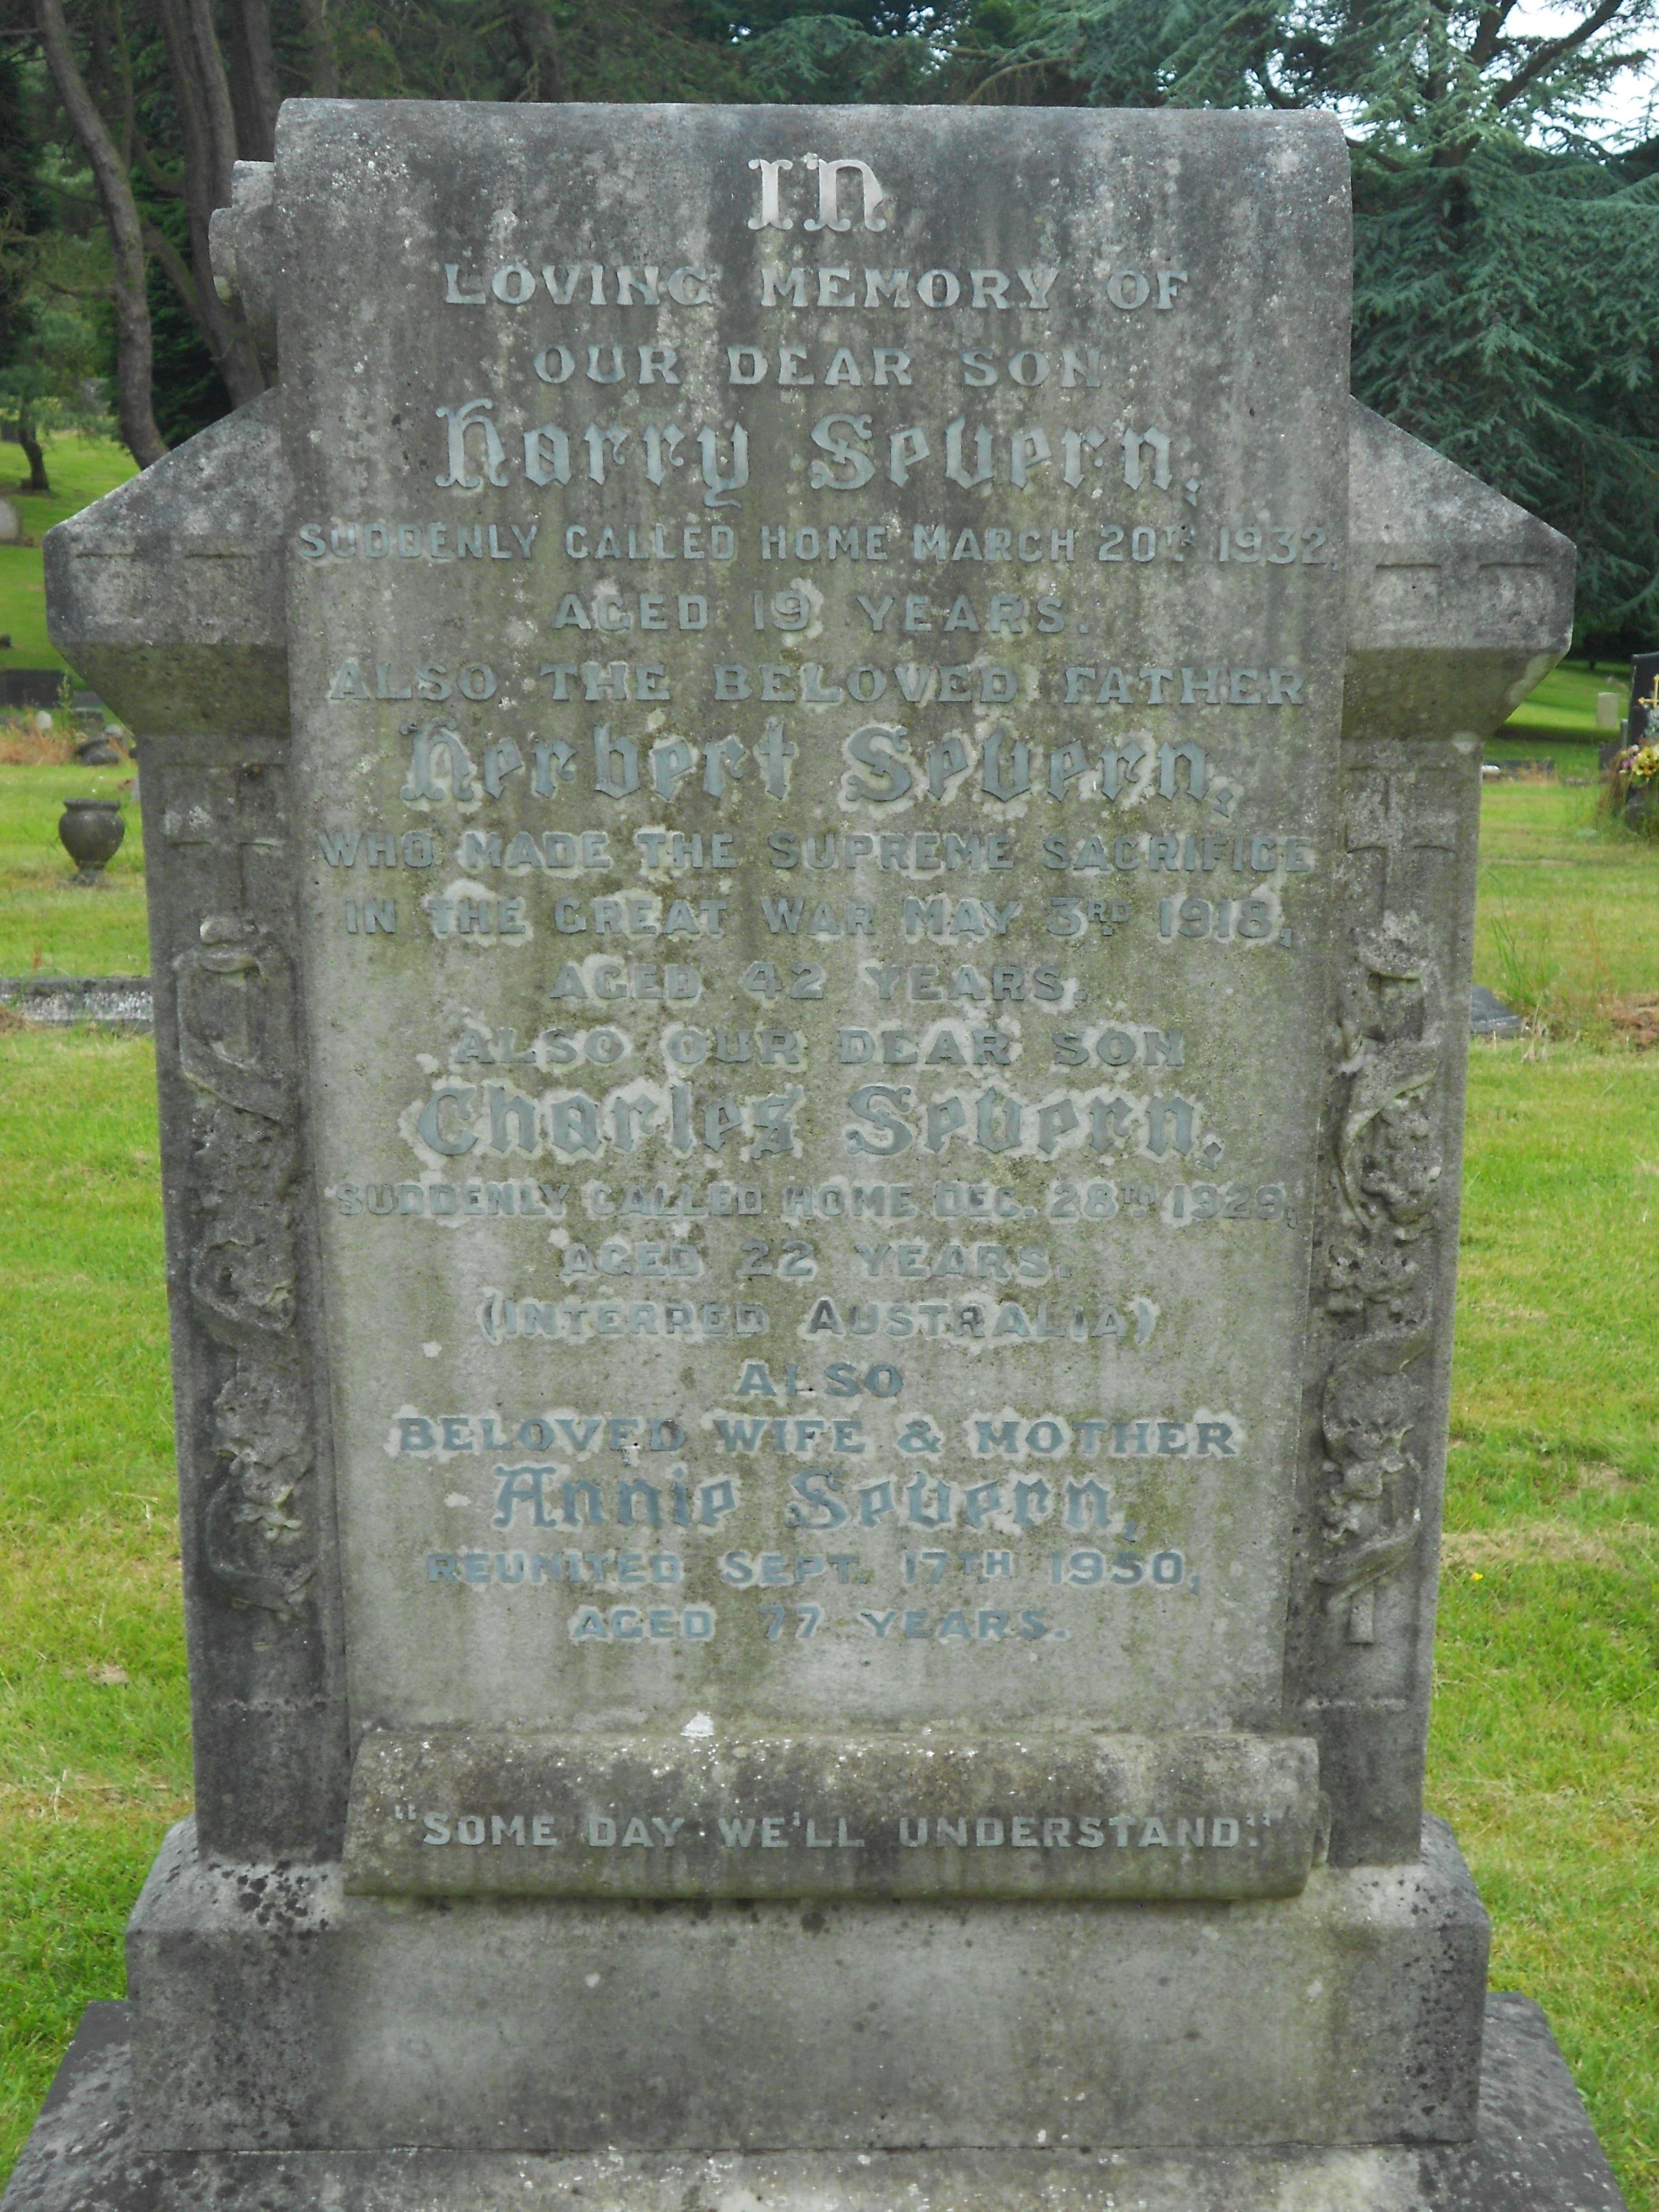 In
LOVING MEMORY OF
OUR DEAR SON
Harry Severn,
SUDDENLY CALLED HOME MARCH 20TH 1932,
AGED 19 YEARS.
ALSO THE BELOVED FATHER
Herbert Severn,
WHO MADE THE SUPREME SACRIFICE
IN THE GREAT WAR MAY 3RD 1918,
AGED 42 YEARS.
ALSO OUR DEAR SON
Charles Severn,
SUDDENLY CALLED HOME DEC. 28TH 1929,
AGED 22 YEARS.
(INTERRED AUSTRALIA)
ALSO
BELOVED WIFE & MOTHER
Annie Severn,
REUNITED SEPT. 17TH 1950,
AGED 77 YEARS.
"SOME DAY WE'LL UNDERSTAND."